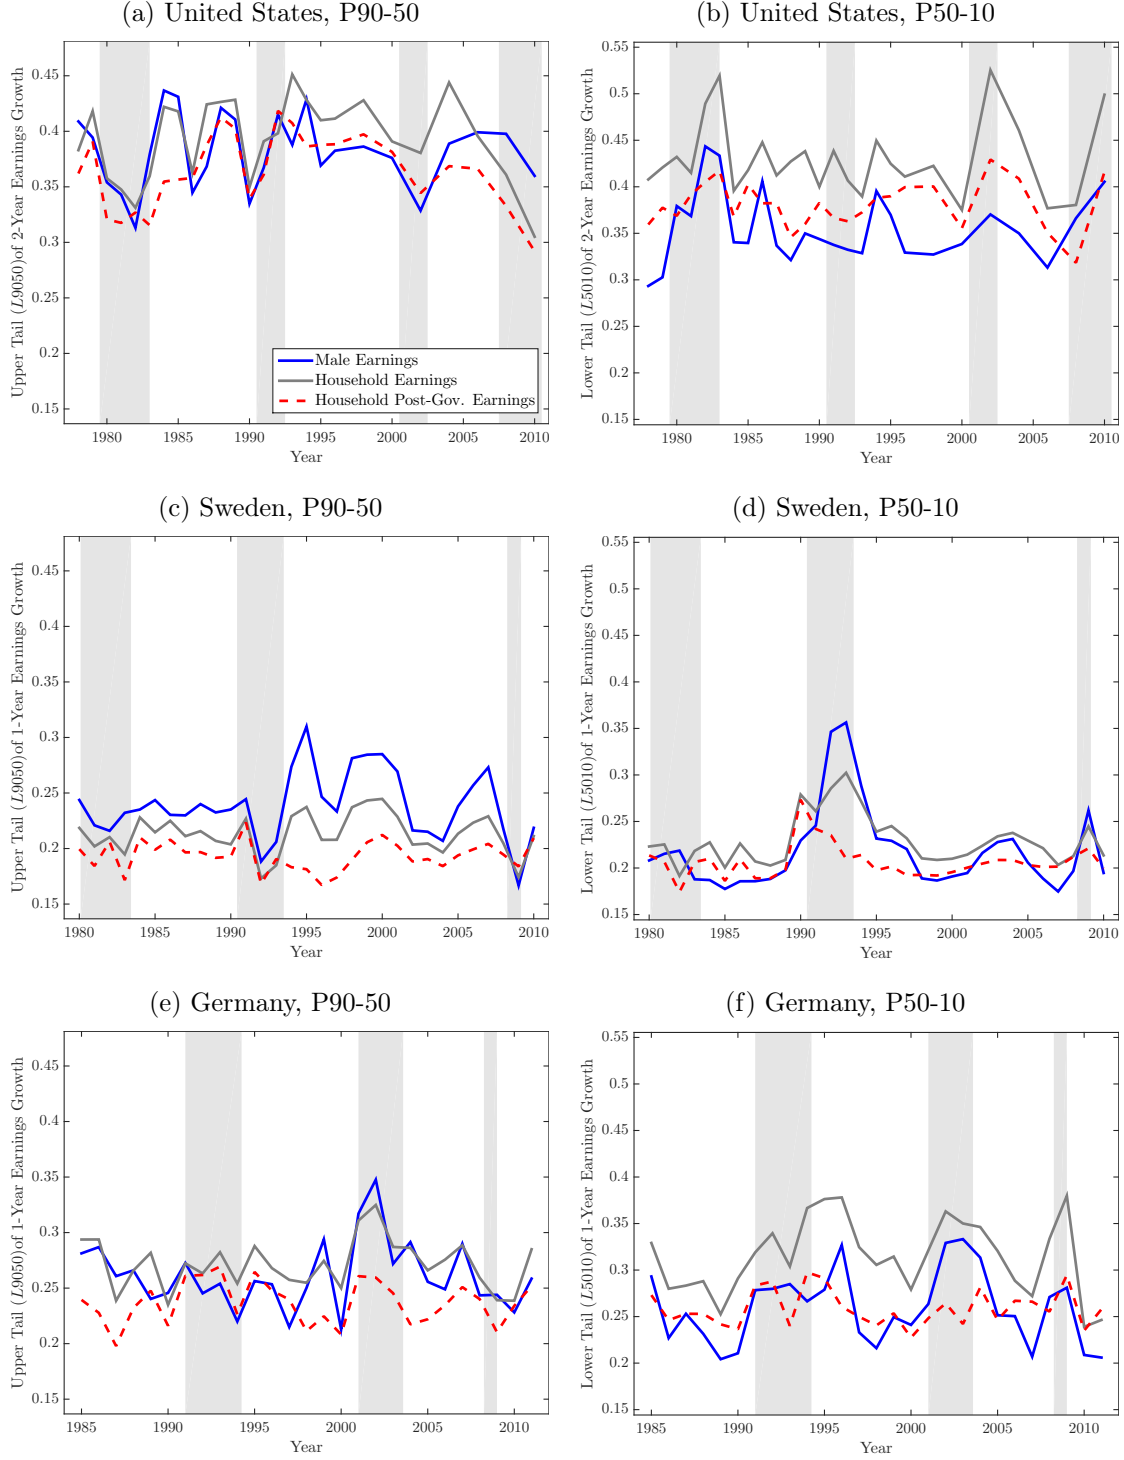 (a) United States, P90-50
Upper Tail (L9050)of 2-Year Earnings Growth
0.45
0.4
0.35
0.3
0.25
0.2
0.15
Male Earnings
Household Earnings
Household Post-Gov. Earnings
1980 1985 1990 1995 2000 2005 2010
Year
(b) United States, P50-10
Lower Tail (L5010)of 2-Year Earnings Growth
0.55
0.5
0.45
0.4
0.35
0.3
0.25
0.2
0.15
1980 1985 1990 1995 2000 2005 2010
Year
(c) Sweden, P90-50
Upper Tail (L9050)of 1-Year Earnings Growth
0.45
0.4
0.35
0.3
0.25
0.2
0.15
1980 1985 1990 1995 2000 2005 2010
Year
(d) Sweden, P50-10
Lower Tail (L5010)of 1-Year Earnings Growth
0.55
0.5
0.45
0.4
0.35
0.3
0.25
0.2
0.15
1980 1985 1990 1995 2000 2005 2010
Year
(e) Germany, P90-50
Upper Tail (L9050)of 1-Year Earnings Growth
0.45
0.4
0.35
0.3
0.25
0.2
0.15
1985 1990 1995 2000 2005 2010
Year
(f) Germany, P50-10
Lower Tail (L5010)of 1-Year Earnings Growth
0.55
0.5
0.45
0.4
0.35
0.3
0.25
0.2
0.15
1985 1990 1995 2000 2005 2010
Year